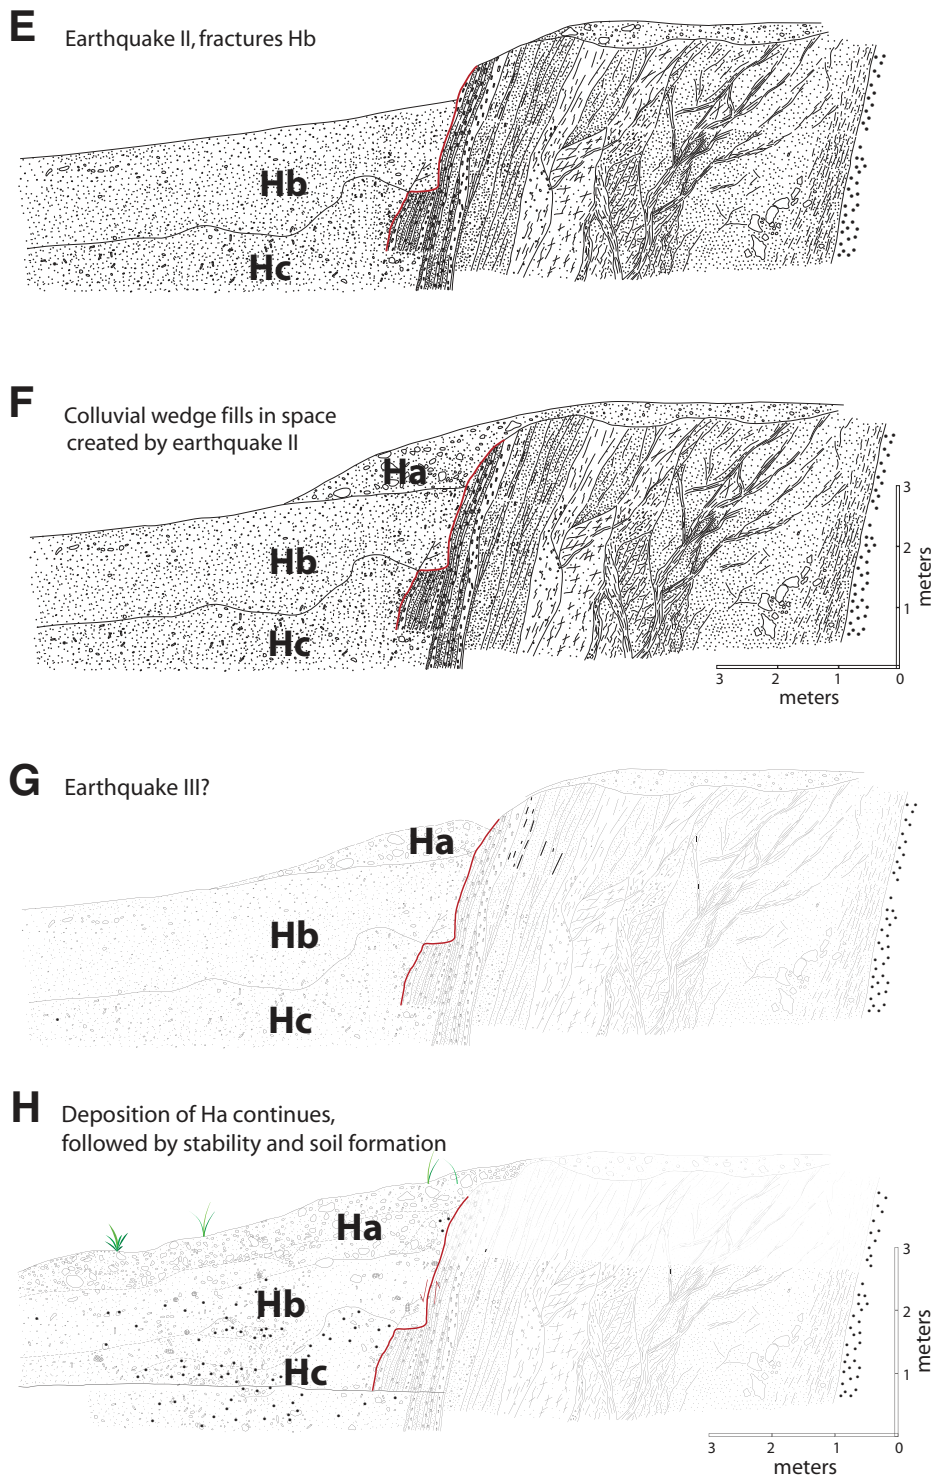 E
Earthquake II, fractures Hb
Hb
Hc
F
Colluvial wedge fills in space
created by earthquake II
Ha
Hb
Hc
3
2
1
meters
3
2
1
0
meters
G
Earthquake III?
Ha
Hb
Hc
H
Deposition of Ha continues,
followed by stability and soil formation
Ha
Hb
Hc
3
2
1
meters
3
2
1
0
meters